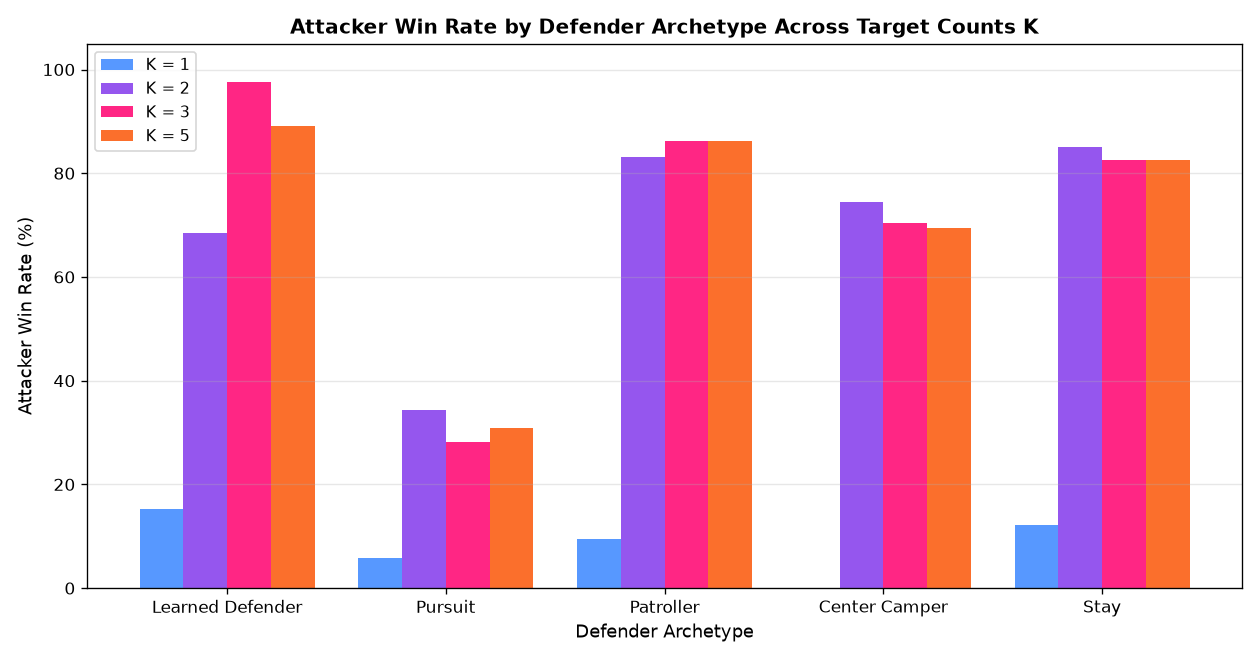 Attacker Win Rate by Defender Archetype Across Target Counts K
K = 1
K = 2
K = 3
K = 5
Attacker Win Rate (%)
100
80
60
40
20
0
Learned Defender
Pursuit
Patroller
Center Camper
Stay
Defender Archetype